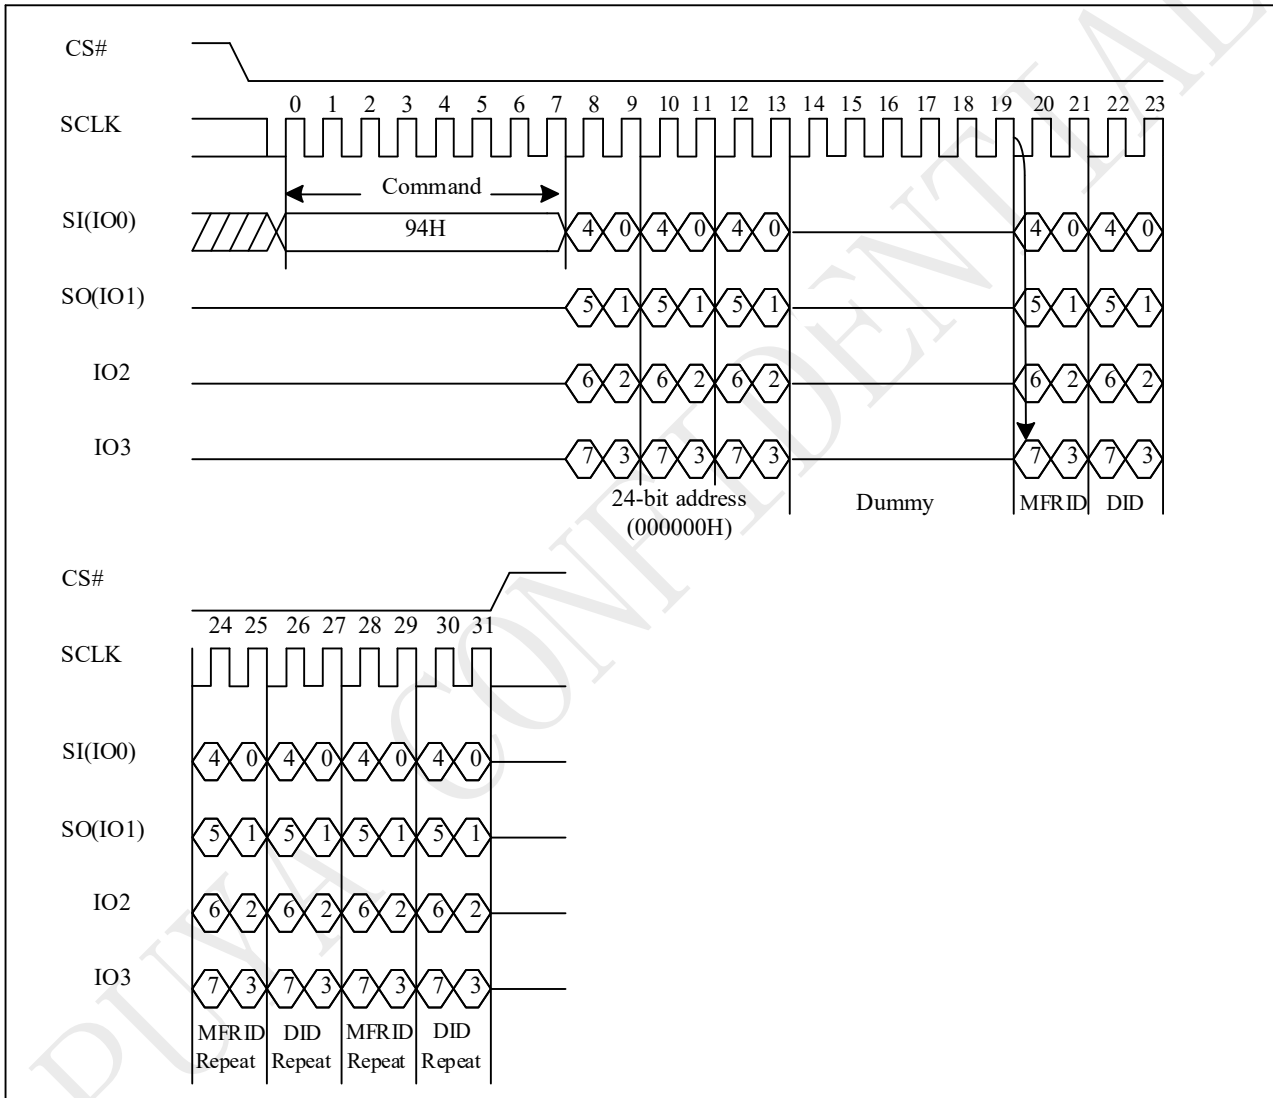 CS#
0 1 2 3 4 5 6 7 8 9 10 11 12 13 14 15 16 17 18 19 20 21 22 23
SCLK
Command
SI(IO0) 94H 4 0 4 0 4 0 4 0 4 0
SO(IO1) 5 1 5 1 5 1 5 1 5 1
IO2 6 2 6 2 6 2 6 2 6 2
IO3 7 3 7 3 7 3 7 3 7 3
24-bit address Dummy MFRID DID
(000000H)
CS#
24 25 26 27 28 29 30 31
SCLK
SI(IO0) 4 0 4 0 4 0 4 0
SO(IO1) 5 1 5 1 5 1 5 1
IO2 6 2 6 2 6 2 6 2
IO3 7 3 7 3 7 3 7 3
MFRID DID MFRID DID
Repeat Repeat Repeat Repeat
PUYA CONFIDENTIAL